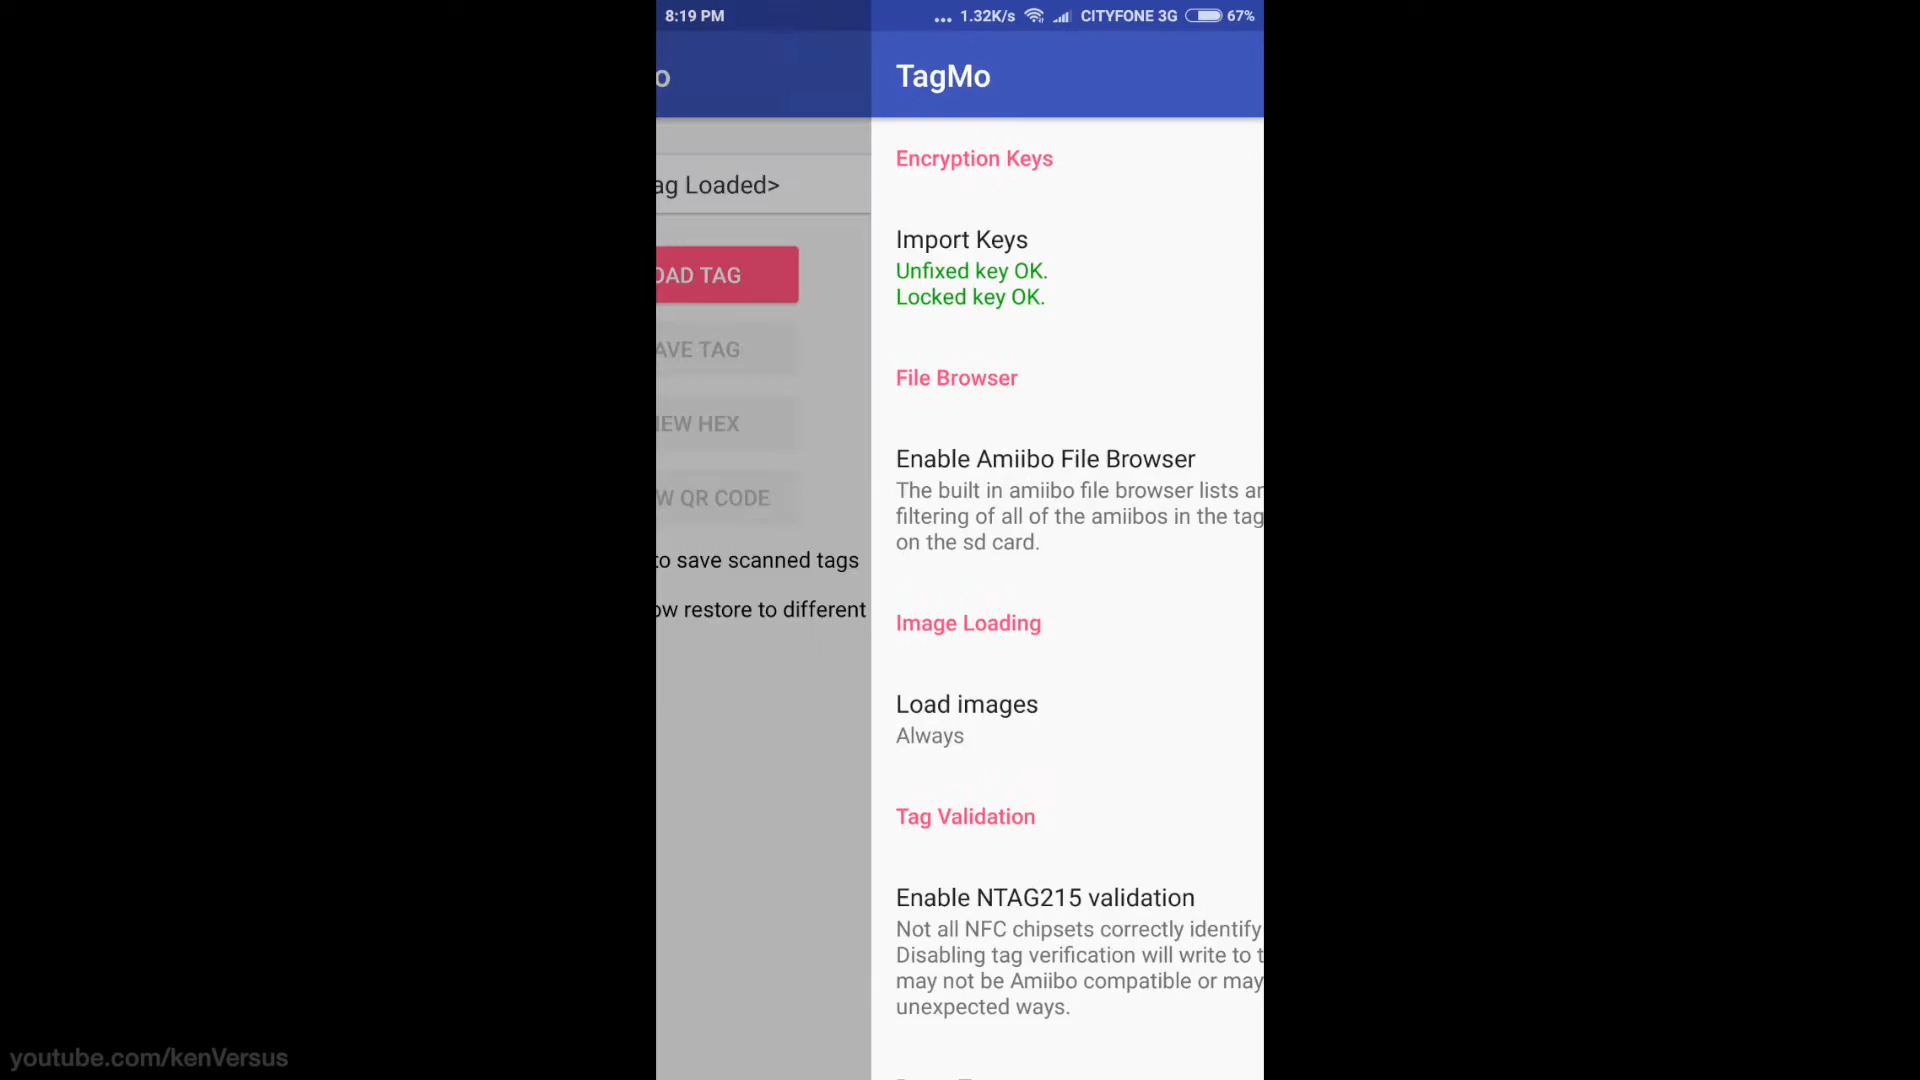 8:19 PM
... 1.32K/s CITYFONE 3G 67%
o
ag Loaded>
OAD TAG
AVE TAG
IEW HEX
W QR CODE
to save scanned tags
ow restore to different
TagMo
Encryption Keys
Import Keys
Unfixed key OK.
Locked key OK.
File Browser
Enable Amiibo File Browser
The built in amiibo file browser lists an
filtering of all of the amiibos in the tag
on the sd card.
Image Loading
Load images
Always
Tag Validation
Enable NTAG215 validation
Not all NFC chipsets correctly identify
Disabling tag verification will write to t
may not be Amiibo compatible or may
unexpected ways.
youtube.com/kenVersus